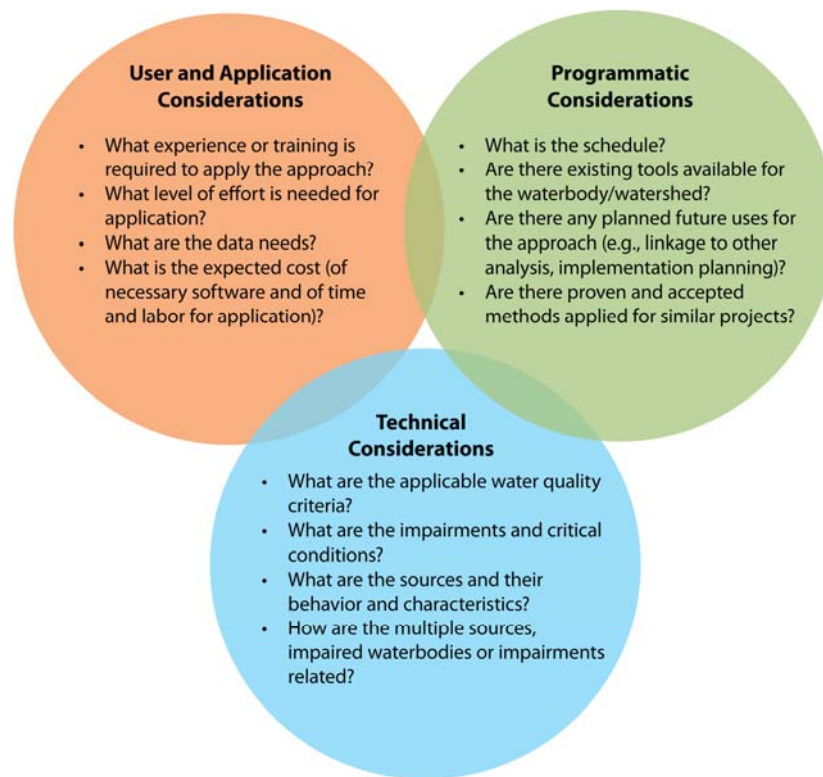 User and Application
Considerations
• What experience or training is
required to apply the approach?
• What level of effort is needed for
application?
• What are the data needs?
• What is the expected cost (of
necessary software and of time
and labor for application)?
Programmatic
Considerations
• What is the schedule?
• Are there existing tools available for
the waterbody/watershed?
• Are there any planned future uses for
the approach (e.g., linkage to other
analysis, implementation planning)?
• Are there proven and accepted
methods applied for similar projects?
Technical
Considerations
• What are the applicable water quality
criteria?
• What are the impairments and critical
conditions?
• What are the sources and their
behavior and characteristics?
• How are the multiple sources,
impaired waterbodies or impairments
related?